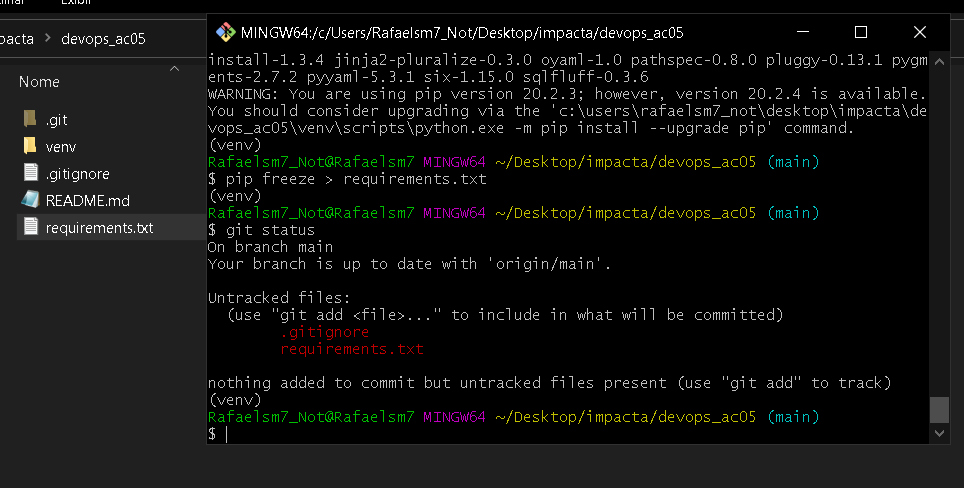 Exibir
impacta > devops_ac05
Nome
.git
venv
.gitignore
README.md
requirements.txt
MINGW64:/c/Users/Rafaelsm7_Not/Desktop/impacta/devops_ac05
install-1.3.4 jinja2-pluralize-0.3.0 oyaml-1.0 pathspec-0.8.0 pluggy-0.13.1 pygm
ents-2.7.2 pyyaml-5.3.1 six-1.15.0 sqlfluff-0.3.6
WARNING: You are using pip version 20.2.3; however, version 20.2.4 is available.
You should consider upgrading via the 'c:\users\rafaelsm7_not\desktop\impacta\de
vops_ac05\venv\scripts\python.exe -m pip install --upgrade pip' command.
(venv)
Rafaelsm7_Not@Rafaelsm7 MINGW64 ~/Desktop/impacta/devops_ac05 (main)
$ pip freeze > requirements.txt
(venv)
Rafaelsm7_Not@Rafaelsm7 MINGW64 ~/Desktop/impacta/devops_ac05 (main)
$ git status
On branch main
Your branch is up to date with 'origin/main'.
Untracked files:
(use "git add <file>..." to include in what will be committed)
.gitignore
requirements.txt
nothing added to commit but untracked files present (use "git add" to track)
(venv)
Rafaelsm7_Not@Rafaelsm7 MINGW64 ~/Desktop/impacta/devops_ac05 (main)
$